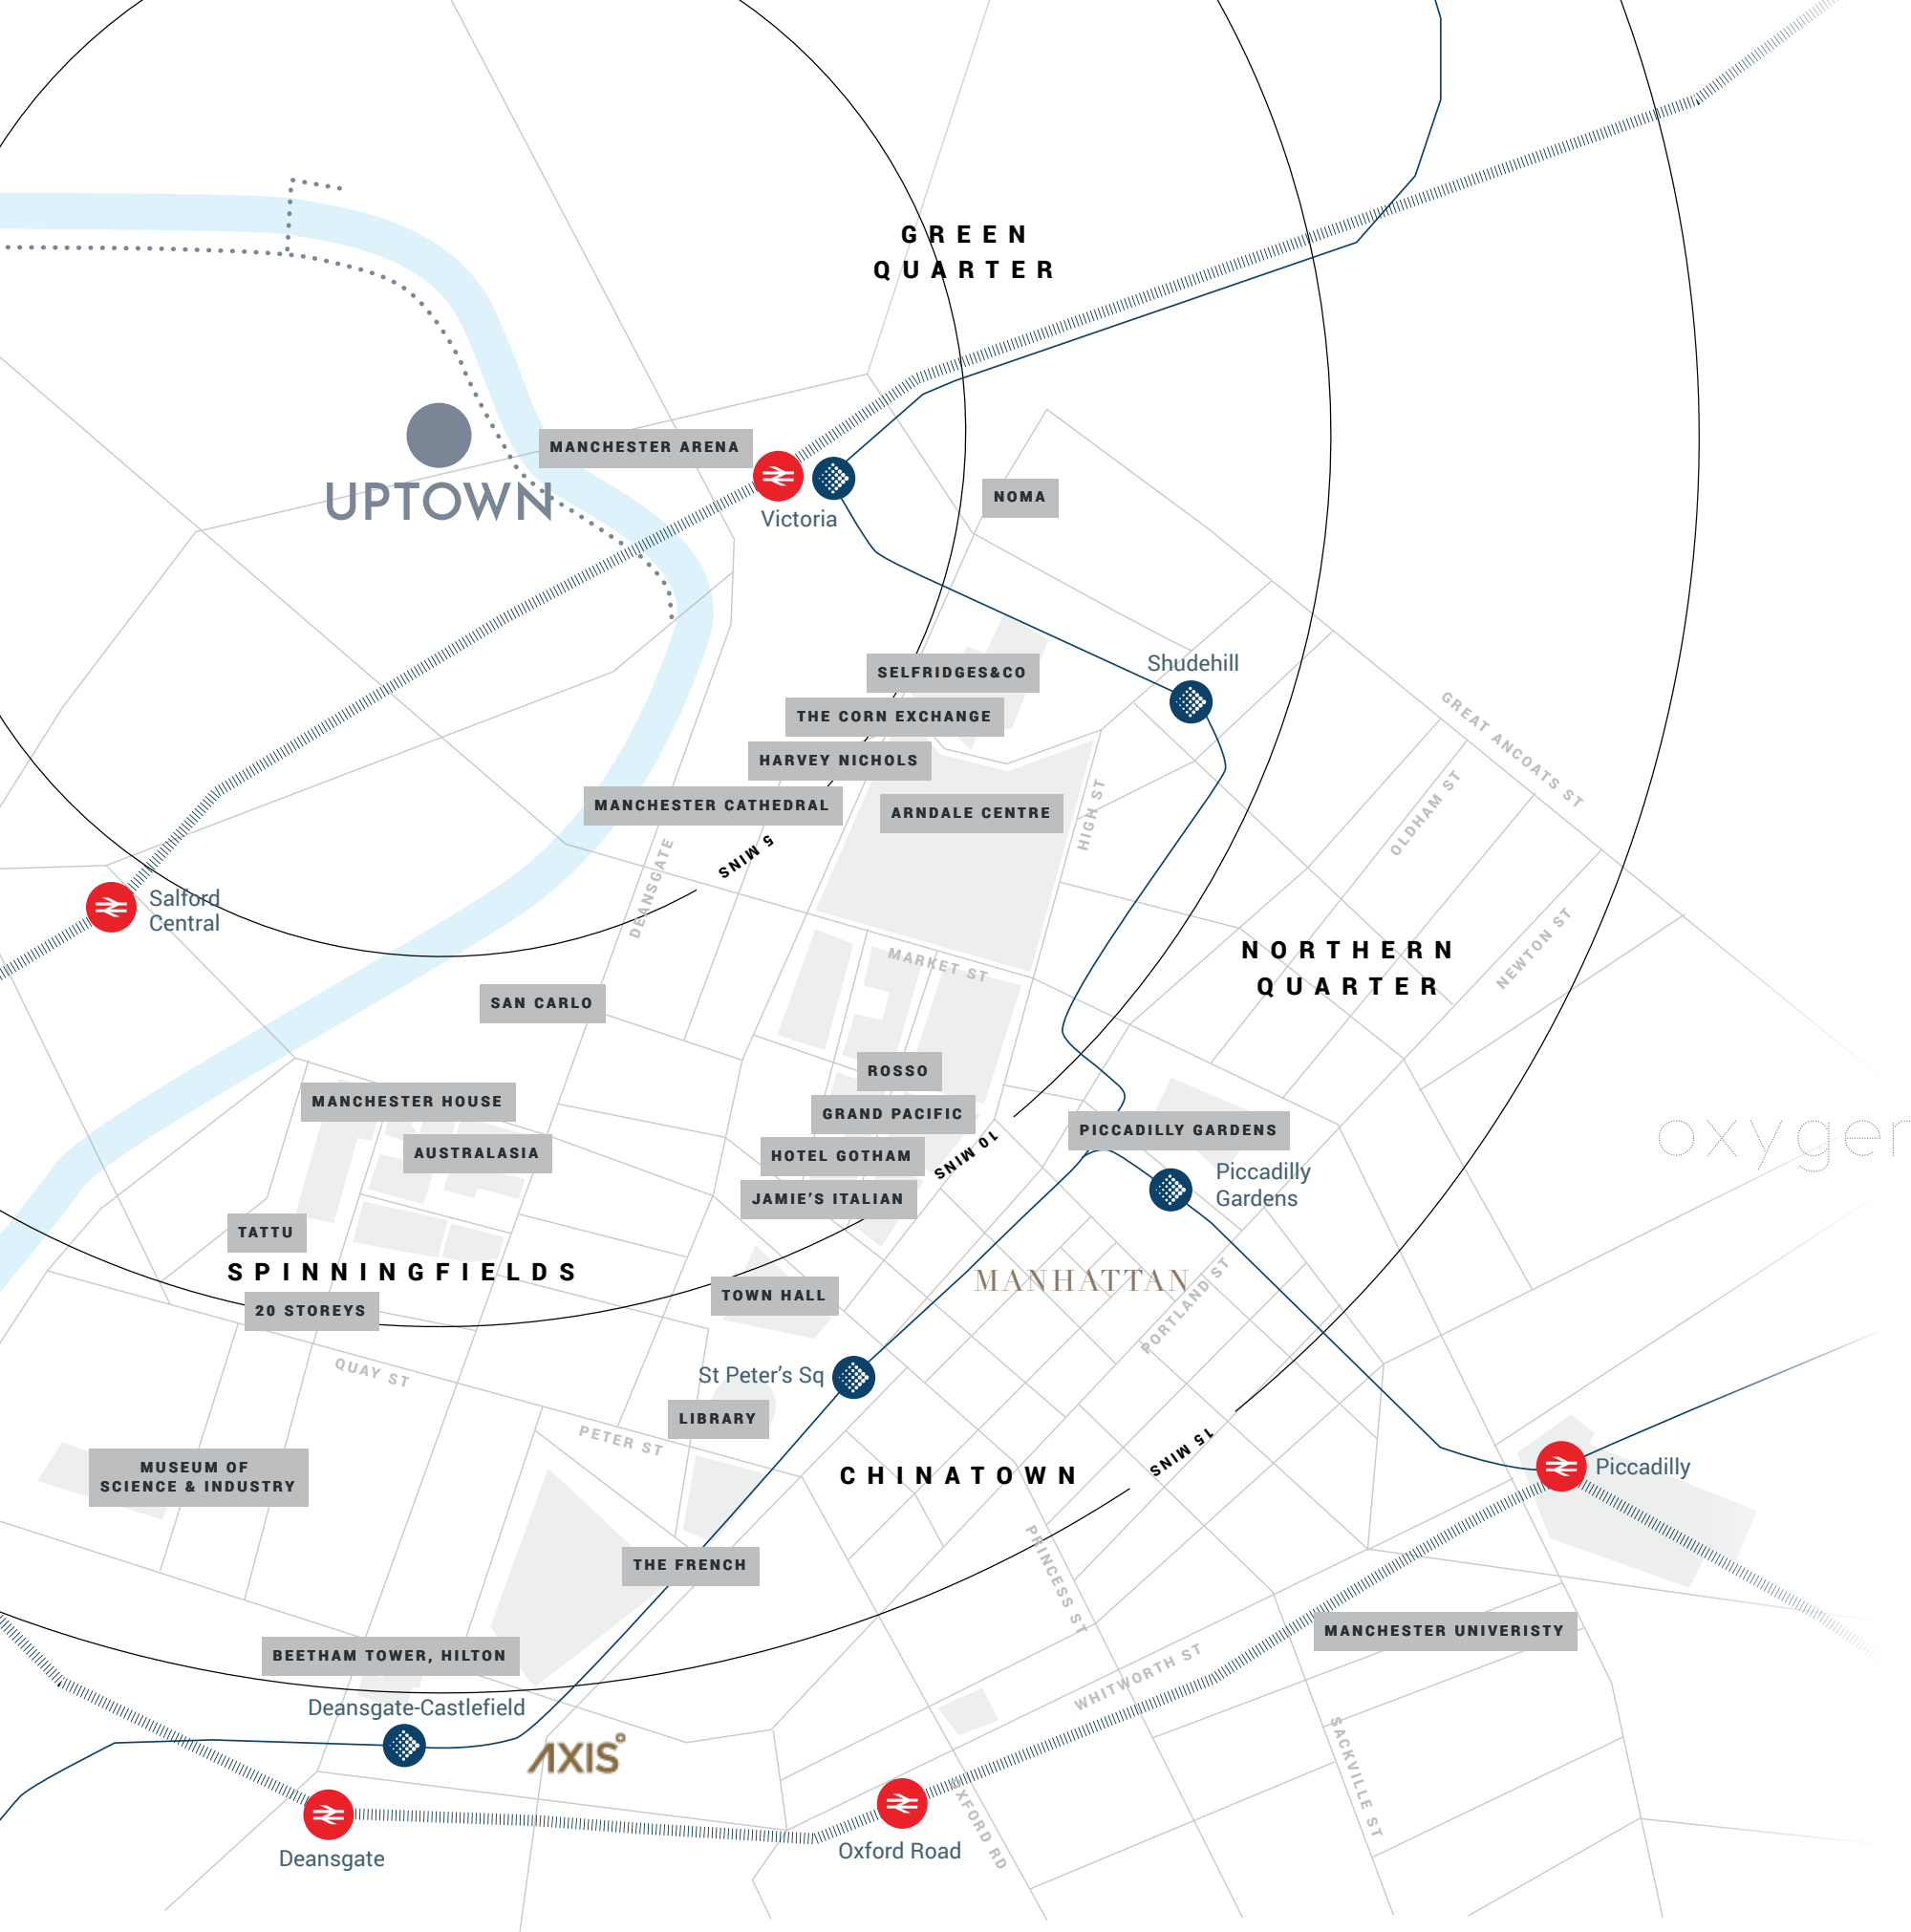 GREEN
QUARTER
MANCHESTER ARENA
UPTOWN
NOMA
Victoria
SELFRIDGES&CO
Shudehill
THE CORN EXCHANGE
GREAT ANCOATS ST
HARVEY NICHOLS
MANCHESTER CATHEDRAL
ARNDALE CENTRE
HIGH ST
OLDHAM ST
5 MINS
DEANSGATE
Salford
Central
MARKET ST
NORTHERN
QUARTER
NEWTON ST
SAN CARLO
ROSSO
MANCHESTER HOUSE
GRAND PACIFIC
PICCADILLY GARDENS
oxygen
AUSTRALASIA
HOTEL GOTHAM
10 MINS
Piccadilly
Gardens
JAMIE'S ITALIAN
TATTU
SPINNINGFIELDS
MANHATTAN
TOWN HALL
20 STOREYS
PORTLAND ST
QUAY ST
St Peter's Sq
LIBRARY
PETER ST
15 MINS
MUSEUM OF
SCIENCE & INDUSTRY
CHINATOWN
Piccadilly
THE FRENCH
PRINCESS ST
MANCHESTER UNIVERISTY
BEETHAM TOWER, HILTON
WHITWORTH ST
Deansgate-Castlefield
AXIS
SACKVILLE ST
OXFORD RD
Deansgate
Oxford Road